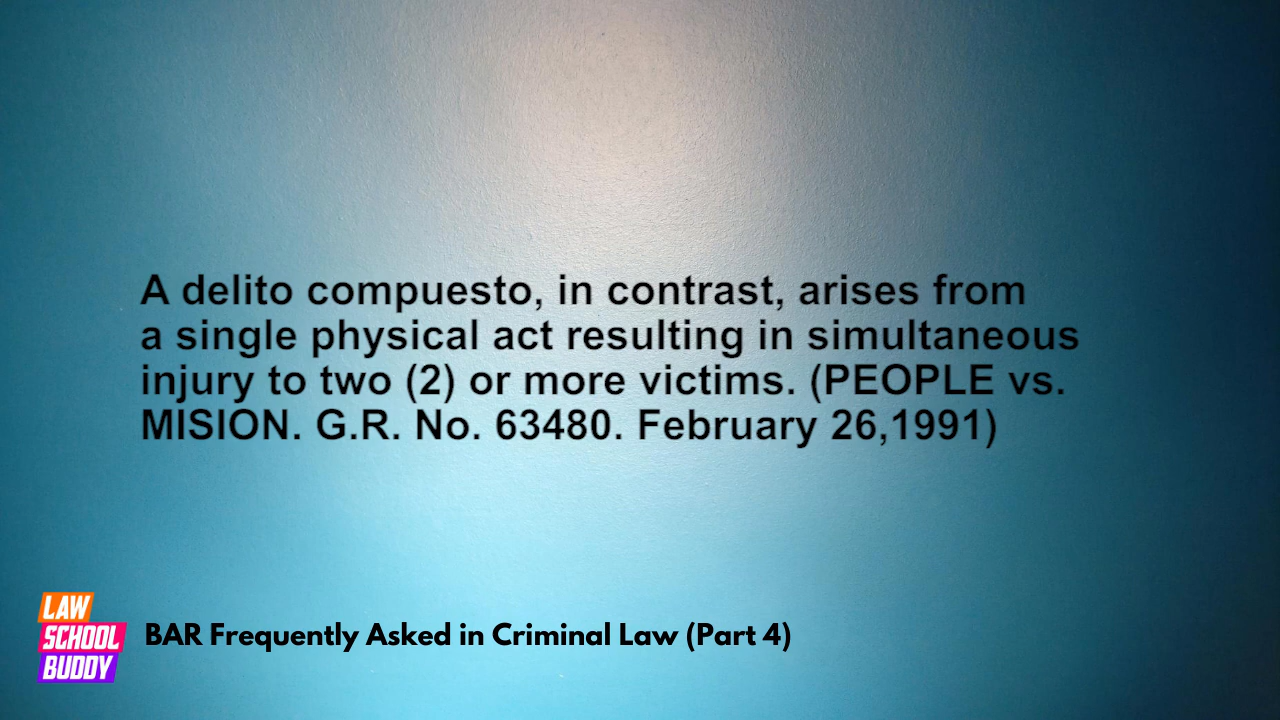 A delito compuesto, in contrast, arises from
a single physical act resulting in simultaneous
injury to two (2) or more victims. (PEOPLE vs.
MISION. G.R. No. 63480. February 26,1991)
LAW
SCHOOL
BUDDY
BAR Frequently Asked in Criminal Law (Part 4)